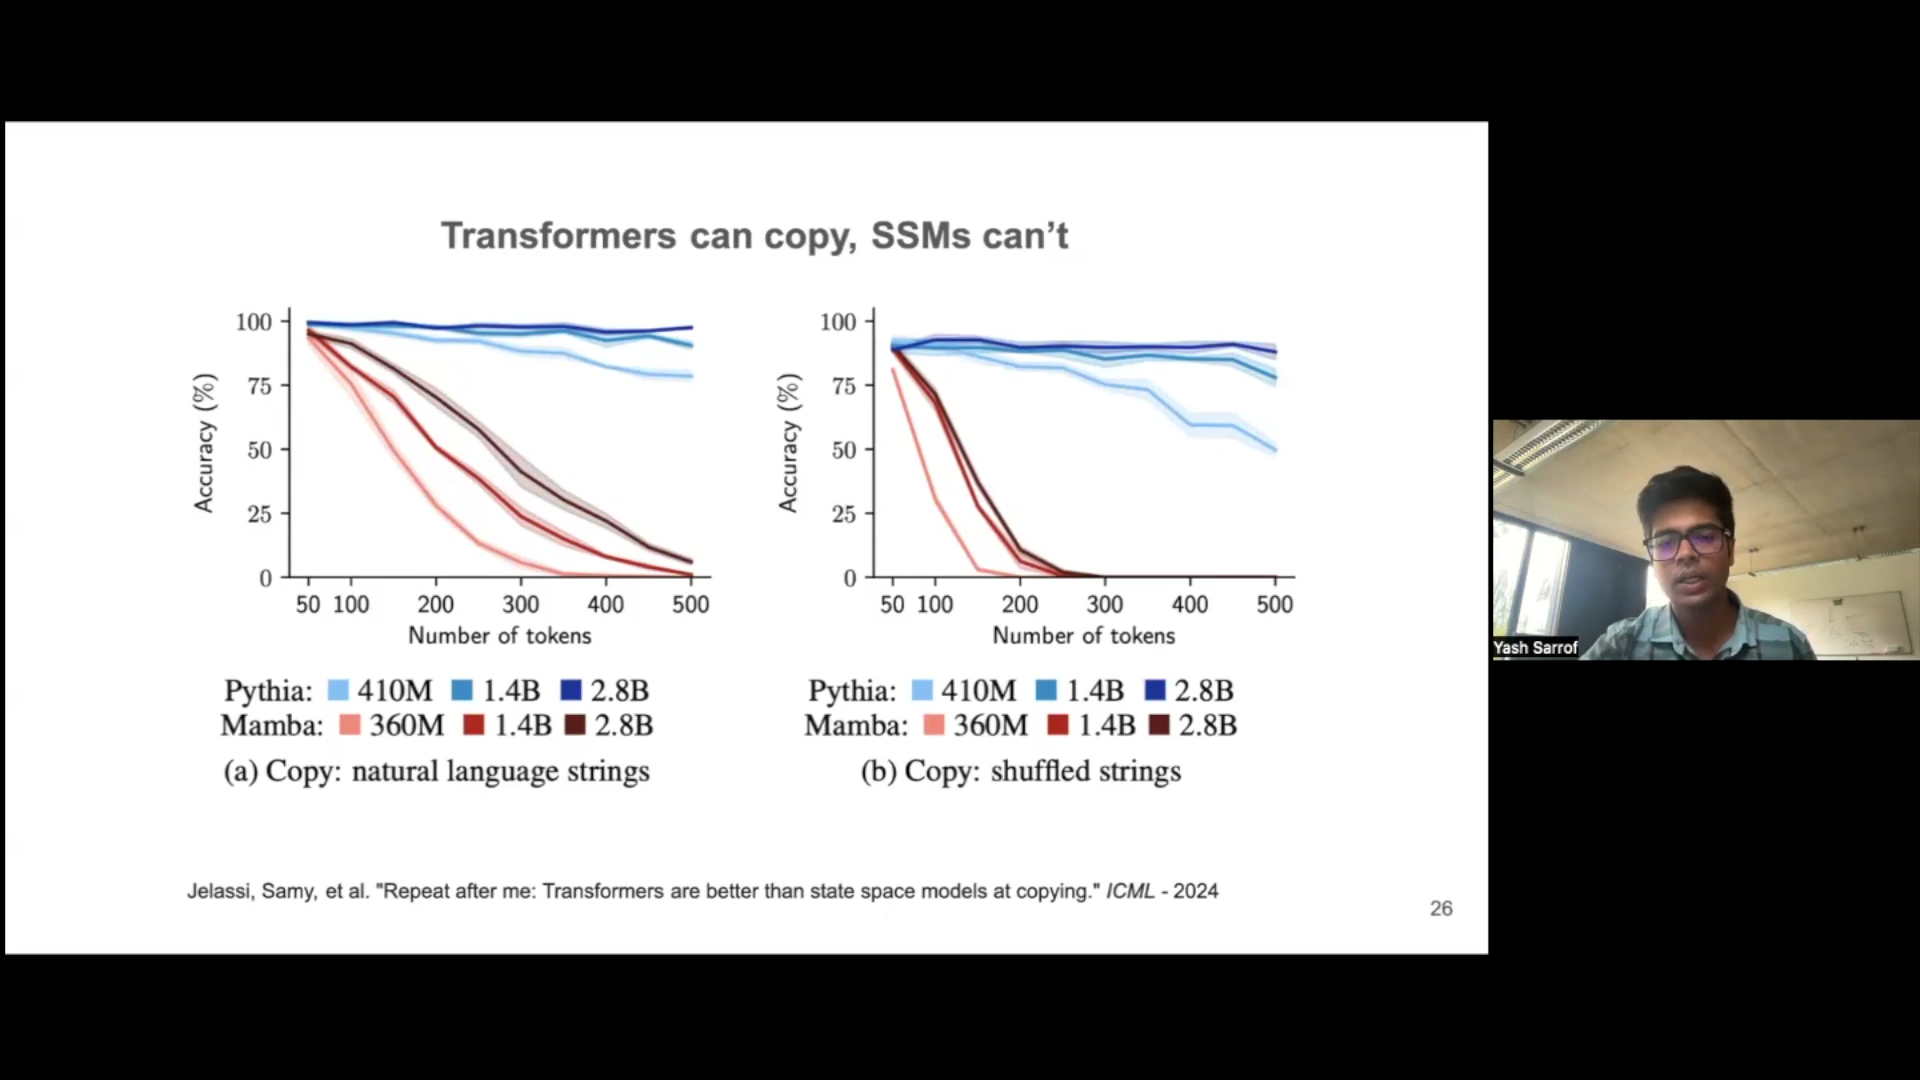 Transformers can copy, SSMs can't
100
75
50
25
0
Accuracy (%)
50 100 200 300 400 500
Number of tokens
Pythia: 410M 1.4B 2.8B
Mamba: 360M 1.4B 2.8B
(a) Copy: natural language strings
100
75
50
25
0
Accuracy (%)
50 100 200 300 400 500
Number of tokens
Pythia: 410M 1.4B 2.8B
Mamba: 360M 1.4B 2.8B
(b) Copy: shuffled strings
Jelassi, Samy, et al. "Repeat after me: Transformers are better than state space models at copying." ICML - 2024
26
Yash Sarrof